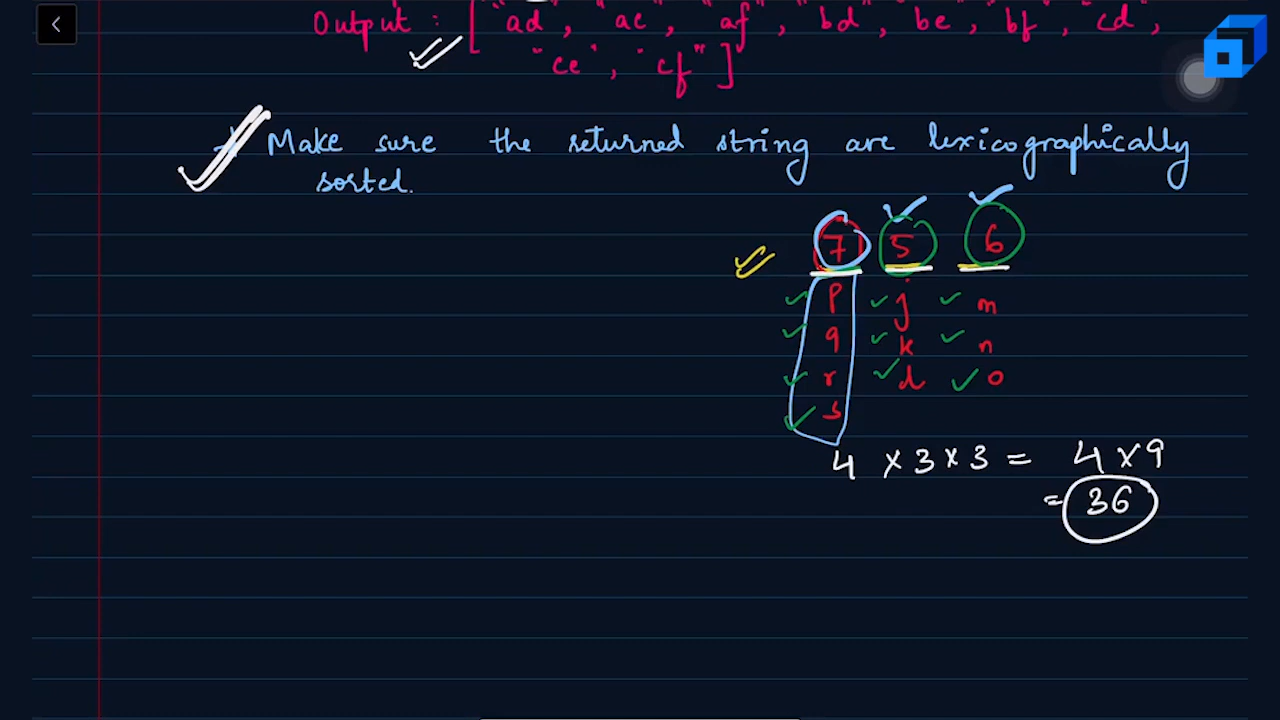 Output : [ "ad", "ae", "af", "bd", "be", bf, "cd",
"ce", "cf" ]
* Make sure the returned string are lexicographically
sorted.
7 5 6
p j m
q k n
r l o
s
4 × 3 × 3 = 4 × 9
= 36